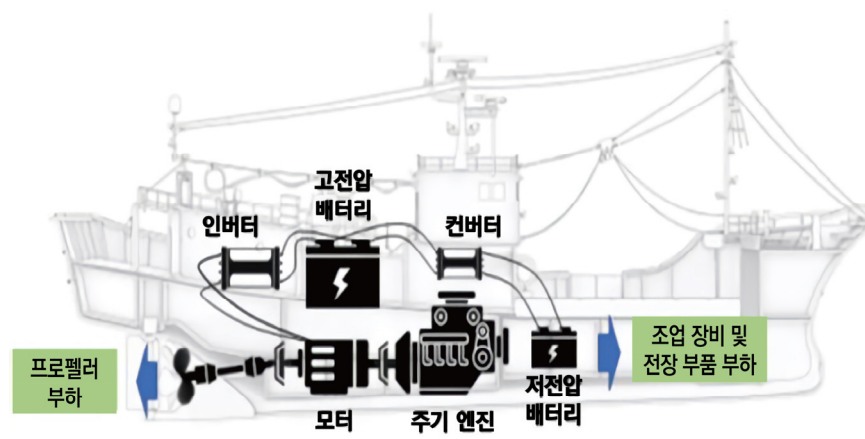 고전압
배터리
인버터
컨버터
프로펠러
부하
조업 장비 및
전장 부품 부하
모터
주기 엔진
저전압
배터리